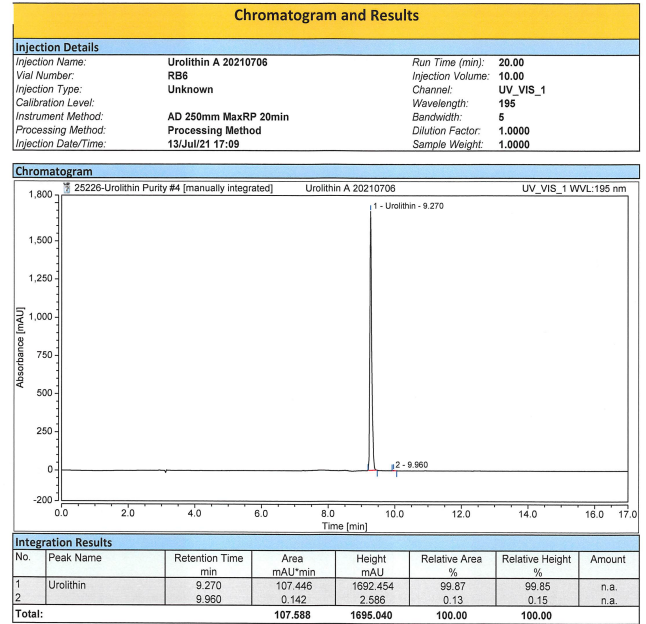 Chromatogram and Results
Injection Details
Injection Name: Urolithin A 20210706 Run Time (min): 20.00
Vial Number: RB6 Injection Volume: 10.00
Injection Type: Unknown Channel: UV_VIS_1
Calibration Level: Wavelength: 195
Instrument Method: AD 250mm MaxRP 20min Bandwidth: 5
Processing Method: Processing Method Dilution Factor: 1.0000
Injection Date/Time: 13/Jul/21 17:09 Sample Weight: 1.0000
Chromatogram
25226-Urolithin Purity #4 [manually integrated] Urolithin A 20210706 UV_VIS_1 WVL:195 nm
1,800
1 - Urolithin - 9.270
1,500
1,250
1,000
750
500
250
0
2 - 9.960
-200
Absorbance [mAU]
0.0 2.0 4.0 6.0 8.0 10.0 12.0 14.0 16.0 17.0
Time [min]
Integration Results
No. Peak Name Retention Time Area Height Relative Area Relative Height Amount
min mAU*min mAU % %
1 Urolithin 9.270 107.446 1692.454 99.87 99.85 n.a.
2 9.960 0.142 2.586 0.13 0.15 n.a.
Total: 107.588 1695.040 100.00 100.00